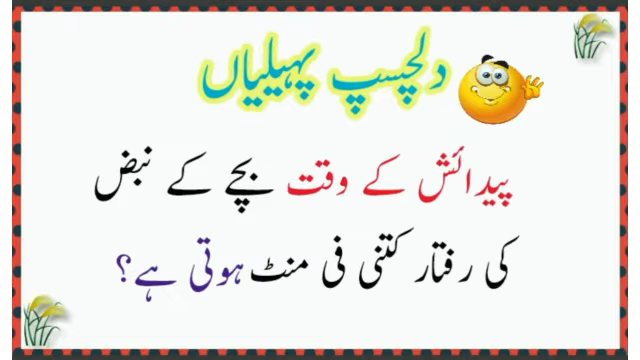 دلچسپ پہیلیاں
پیدائش کے وقت بچے کے نبض
کی رفتار کتنی فی منٹ ہوتی ہے؟